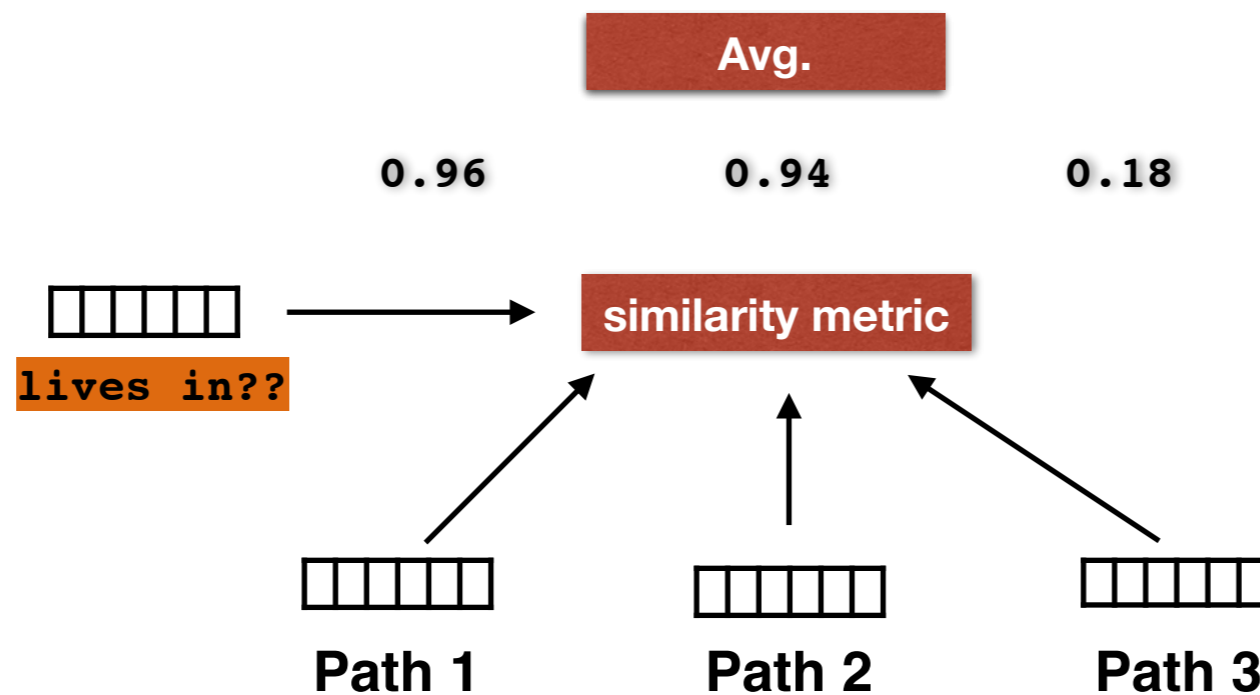 Avg.
0.96 0.94 0.18
similarity metric
lives in??
Path 1 Path 2 Path 3